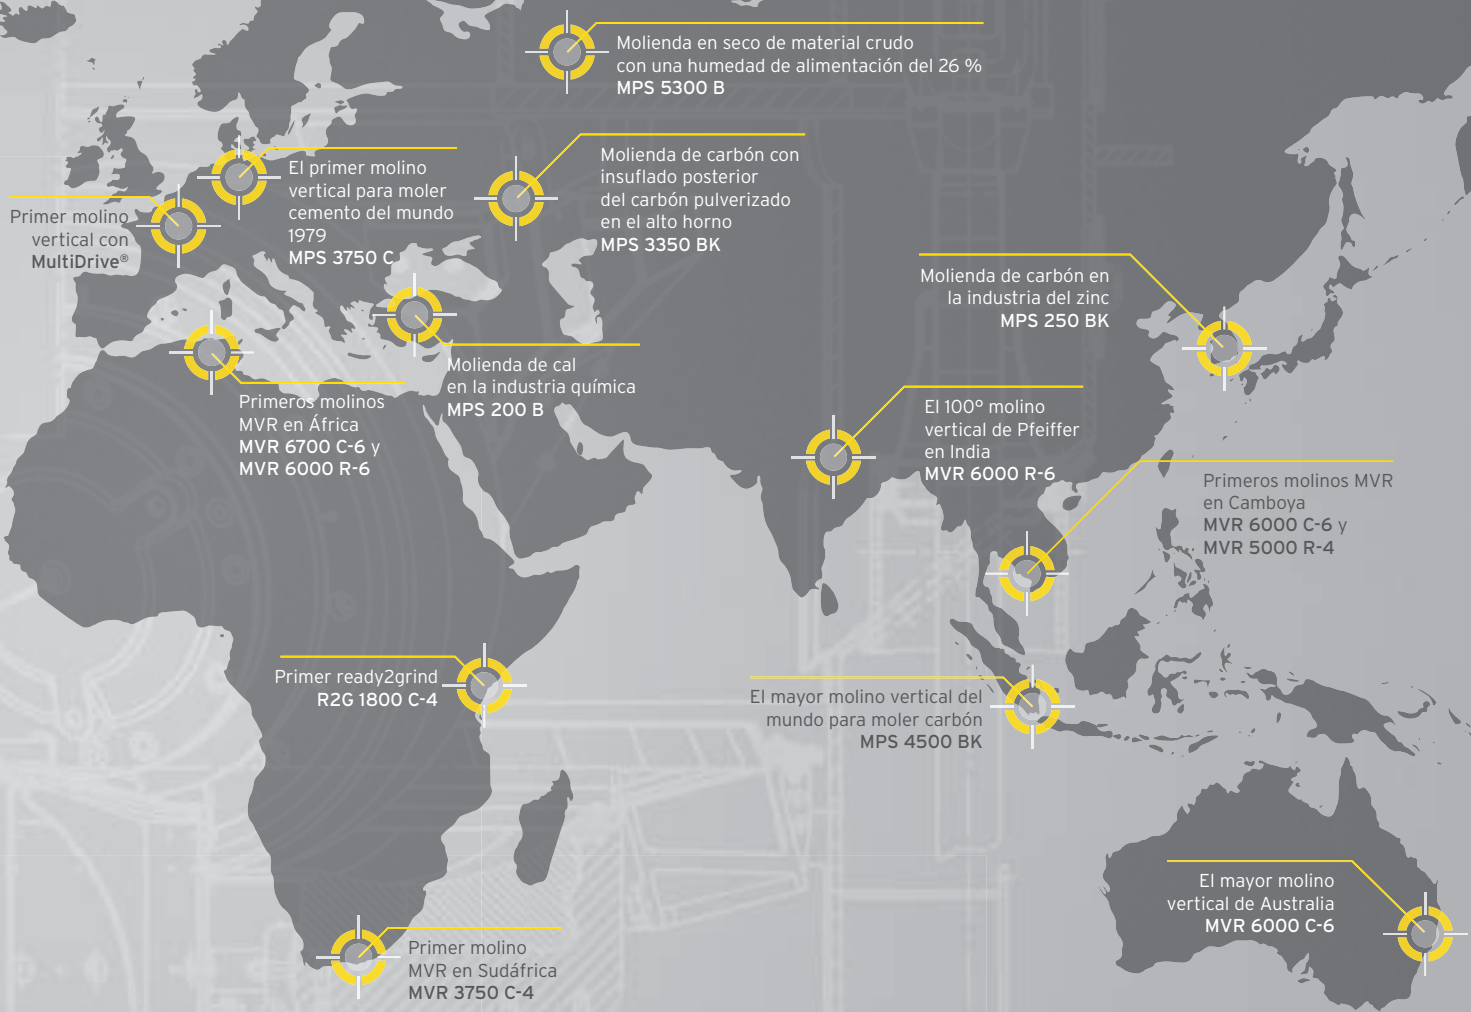 Molienda en seco de material crudo
con una humedad de alimentación del 26 %
MPS 5300 B
El primer molino
vertical para moler
cemento del mundo
1979
MPS 3750 C
Molienda de carbón con
insuflado posterior
del carbón pulverizado
en el alto horno
MPS 3350 BK
Primer molino
vertical con
MultiDrive®
Molienda de carbón en
la industria del zinc
MPS 250 BK
Molienda de cal
en la industria química
MPS 200 B
Primeros molinos
MVR en África
MVR 6700 C-6 y
MVR 6000 R-6
El 100º molino
vertical de Pfeiffer
en India
MVR 6000 R-6
Primeros molinos MVR
en Camboya
MVR 6000 C-6 y
MVR 5000 R-4
Primer ready2grind
R2G 1800 C-4
El mayor molino vertical del
mundo para moler carbón
MPS 4500 BK
El mayor molino
vertical de Australia
MVR 6000 C-6
Primer molino
MVR en Sudáfrica
MVR 3750 C-4